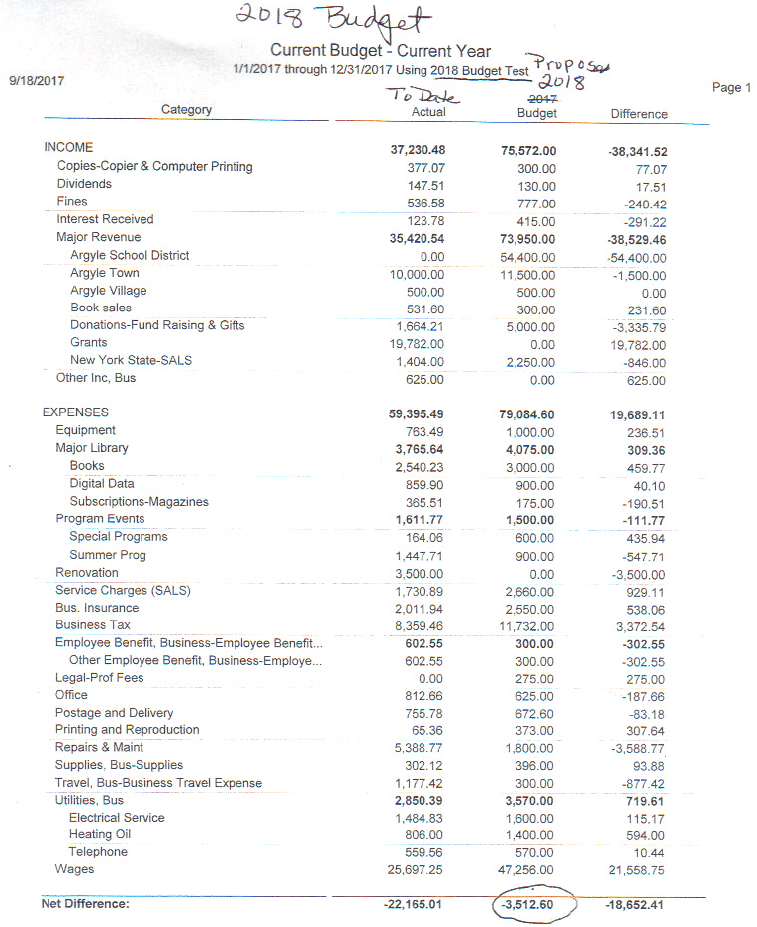 2018 Budget
Current Budget - Current Year
1/1/2017 through 12/31/2017 Using 2018 Budget Test Proposed
9/18/2017 2018 Page 1
To Date 2017
Category Actual Budget Difference
INCOME 37,230.48 75,572.00 -38,341.52
Copies-Copier & Computer Printing 377.07 300.00 77.07
Dividends 147.51 130.00 17.51
Fines 536.58 777.00 -240.42
Interest Received 123.78 415.00 -291.22
Major Revenue 35,420.54 73,950.00 -38,529.46
Argyle School District 0.00 54,400.00 -54,400.00
Argyle Town 10,000.00 11,500.00 -1,500.00
Argyle Village 500.00 500.00 0.00
Book sales 531.60 300.00 231.60
Donations-Fund Raising & Gifts 1,664.21 5,000.00 -3,335.79
Grants 19,782.00 0.00 19,782.00
New York State-SALS 1,404.00 2,250.00 -846.00
Other Inc, Bus 625.00 0.00 625.00
EXPENSES 59,395.49 79,084.60 19,689.11
Equipment 763.49 1,000.00 236.51
Major Library 3,765.64 4,075.00 309.36
Books 2,540.23 3,000.00 459.77
Digital Data 859.90 900.00 40.10
Subscriptions-Magazines 365.51 175.00 -190.51
Program Events 1,611.77 1,500.00 -111.77
Special Programs 164.06 600.00 435.94
Summer Prog 1,447.71 900.00 -547.71
Renovation 3,500.00 0.00 -3,500.00
Service Charges (SALS) 1,730.89 2,660.00 929.11
Bus. Insurance 2,011.94 2,550.00 538.06
Business Tax 8,359.46 11,732.00 3,372.54
Employee Benefit, Business-Employee Benefit... 602.55 300.00 -302.55
Other Employee Benefit, Business-Employe... 602.55 300.00 -302.55
Legal-Prof Fees 0.00 275.00 275.00
Office 812.66 625.00 -187.66
Postage and Delivery 755.78 672.60 -83.18
Printing and Reproduction 65.36 373.00 307.64
Repairs & Maint 5,388.77 1,800.00 -3,588.77
Supplies, Bus-Supplies 302.12 396.00 93.88
Travel, Bus-Business Travel Expense 1,177.42 300.00 -877.42
Utilities, Bus 2,850.39 3,570.00 719.61
Electrical Service 1,484.83 1,600.00 115.17
Heating Oil 806.00 1,400.00 594.00
Telephone 559.56 570.00 10.44
Wages 25,697.25 47,256.00 21,558.75
Net Difference: -22,165.01 -3,512.60 -18,652.41